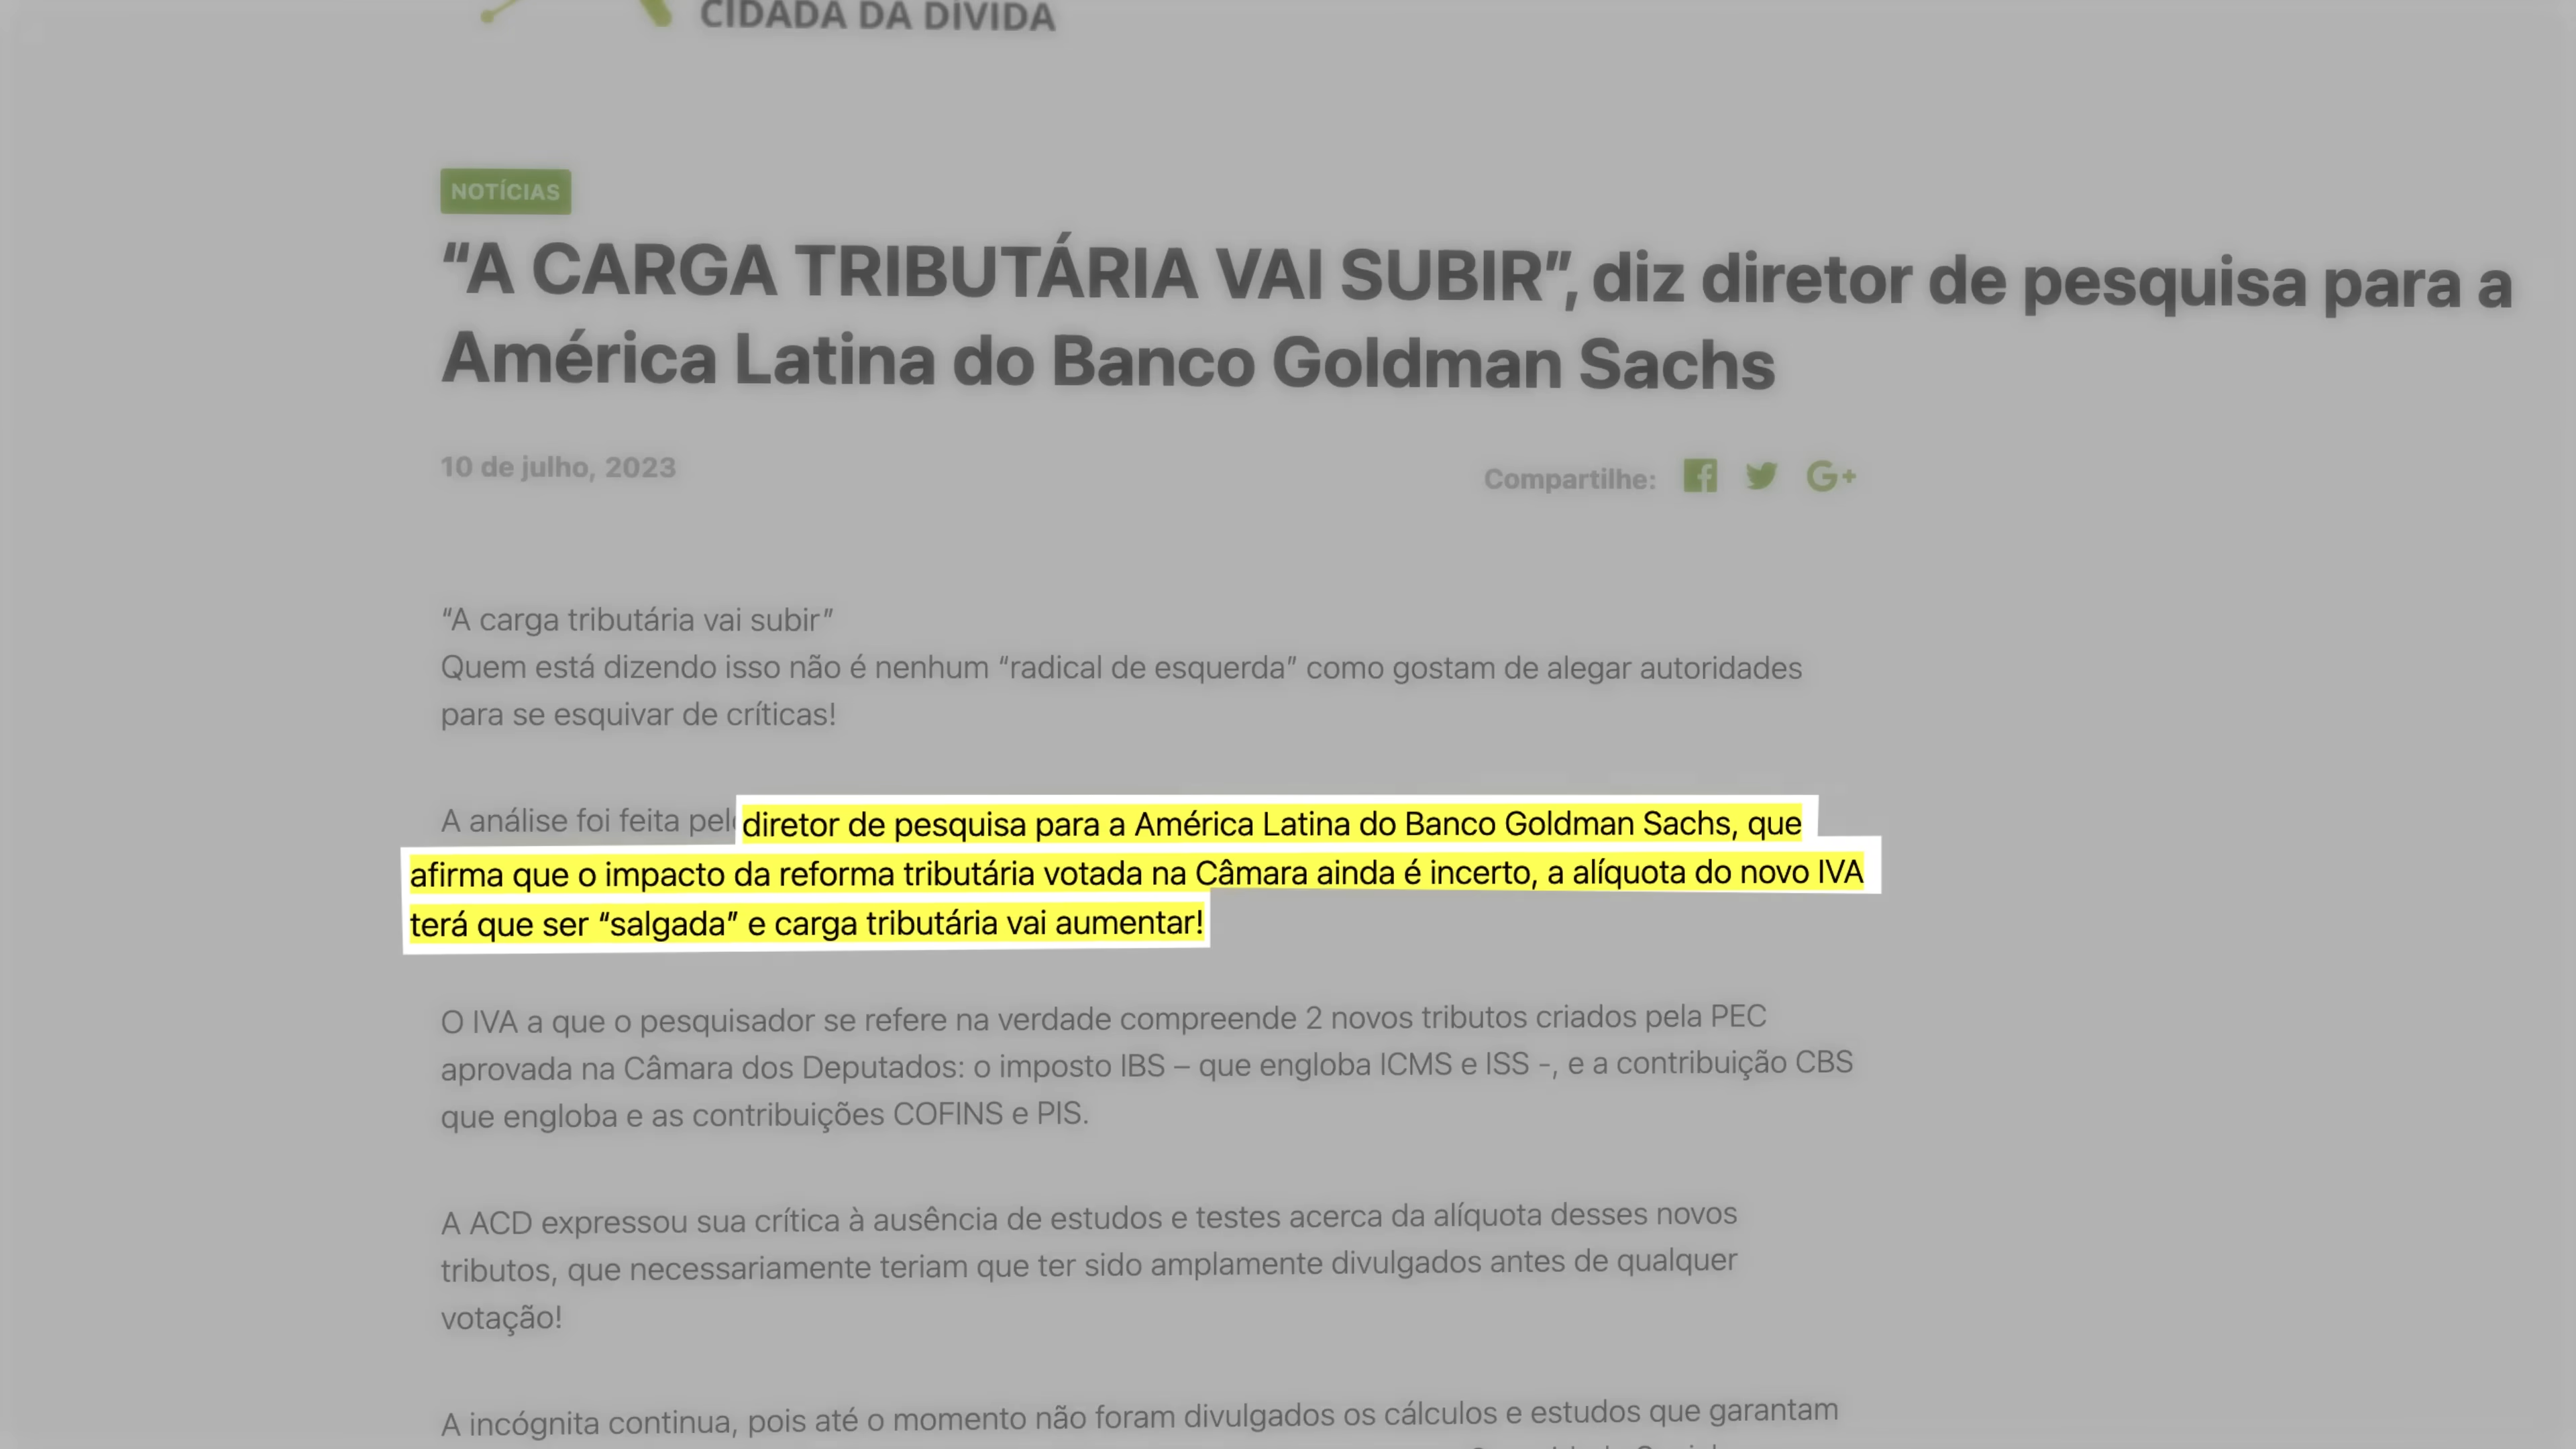 CIDADÃ DA DÍVIDA
NOTÍCIAS
“A CARGA TRIBUTÁRIA VAI SUBIR”, diz diretor de pesquisa para a
América Latina do Banco Goldman Sachs
10 de julho, 2023
Compartilhe:
“A carga tributária vai subir”
Quem está dizendo isso não é nenhum “radical de esquerda” como gostam de alegar autoridades
para se esquivar de críticas!
A análise foi feita pelo diretor de pesquisa para a América Latina do Banco Goldman Sachs, que
afirma que o impacto da reforma tributária votada na Câmara ainda é incerto, a alíquota do novo IVA
terá que ser “salgada” e carga tributária vai aumentar!
O IVA a que o pesquisador se refere na verdade compreende 2 novos tributos criados pela PEC
aprovada na Câmara dos Deputados: o imposto IBS – que engloba ICMS e ISS -, e a contribuição CBS
que engloba e as contribuições COFINS e PIS.
A ACD expressou sua crítica à ausência de estudos e testes acerca da alíquota desses novos
tributos, que necessariamente teriam que ter sido amplamente divulgados antes de qualquer
votação!
A incógnita continua, pois até o momento não foram divulgados os cálculos e estudos que garantam